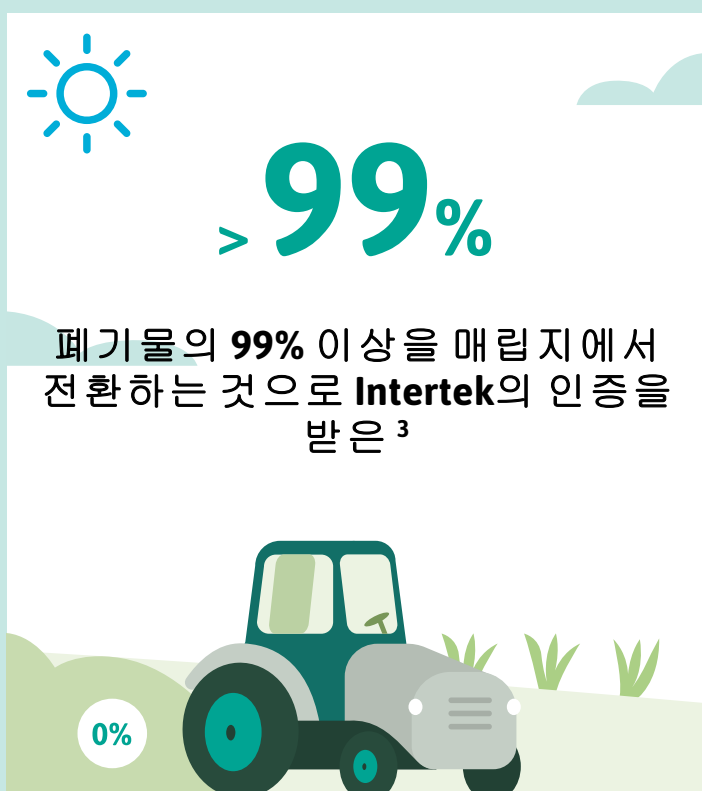 > 99%
폐기물의 99% 이상을 매립지에서
전환하는 것으로 Intertek의 인증을
받은 ³
0%